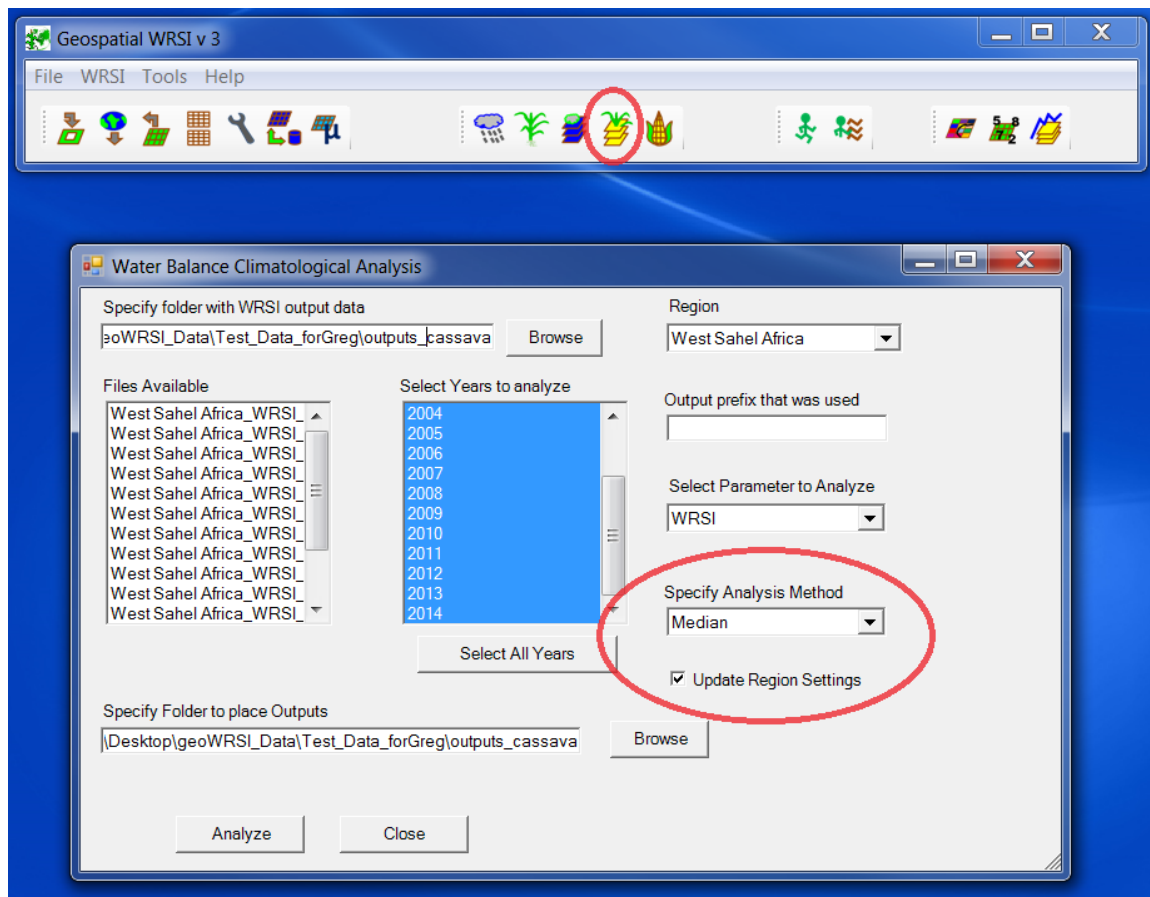 Geospatial WRSI v 3
File WRSI Tools Help
Water Balance Climatological Analysis
Specify folder with WRSI output data
eoWRSI_Data\Test_Data_forGreg\outputs_cassava
Browse
Region
West Sahel Africa
Files Available
West Sahel Africa_WRSI_
West Sahel Africa_WRSI_
West Sahel Africa_WRSI_
West Sahel Africa_WRSI_
West Sahel Africa_WRSI_
West Sahel Africa_WRSI_
West Sahel Africa_WRSI_
West Sahel Africa_WRSI_
West Sahel Africa_WRSI_
West Sahel Africa_WRSI_
West Sahel Africa_WRSI_
Select Years to analyze
2004
2005
2006
2007
2008
2009
2010
2011
2012
2013
2014
Select All Years
Output prefix that was used
Select Parameter to Analyze
WRSI
Specify Analysis Method
Median
Update Region Settings
Specify Folder to place Outputs
\Desktop\geoWRSI_Data\Test_Data_forGreg\outputs_cassava
Browse
Analyze
Close